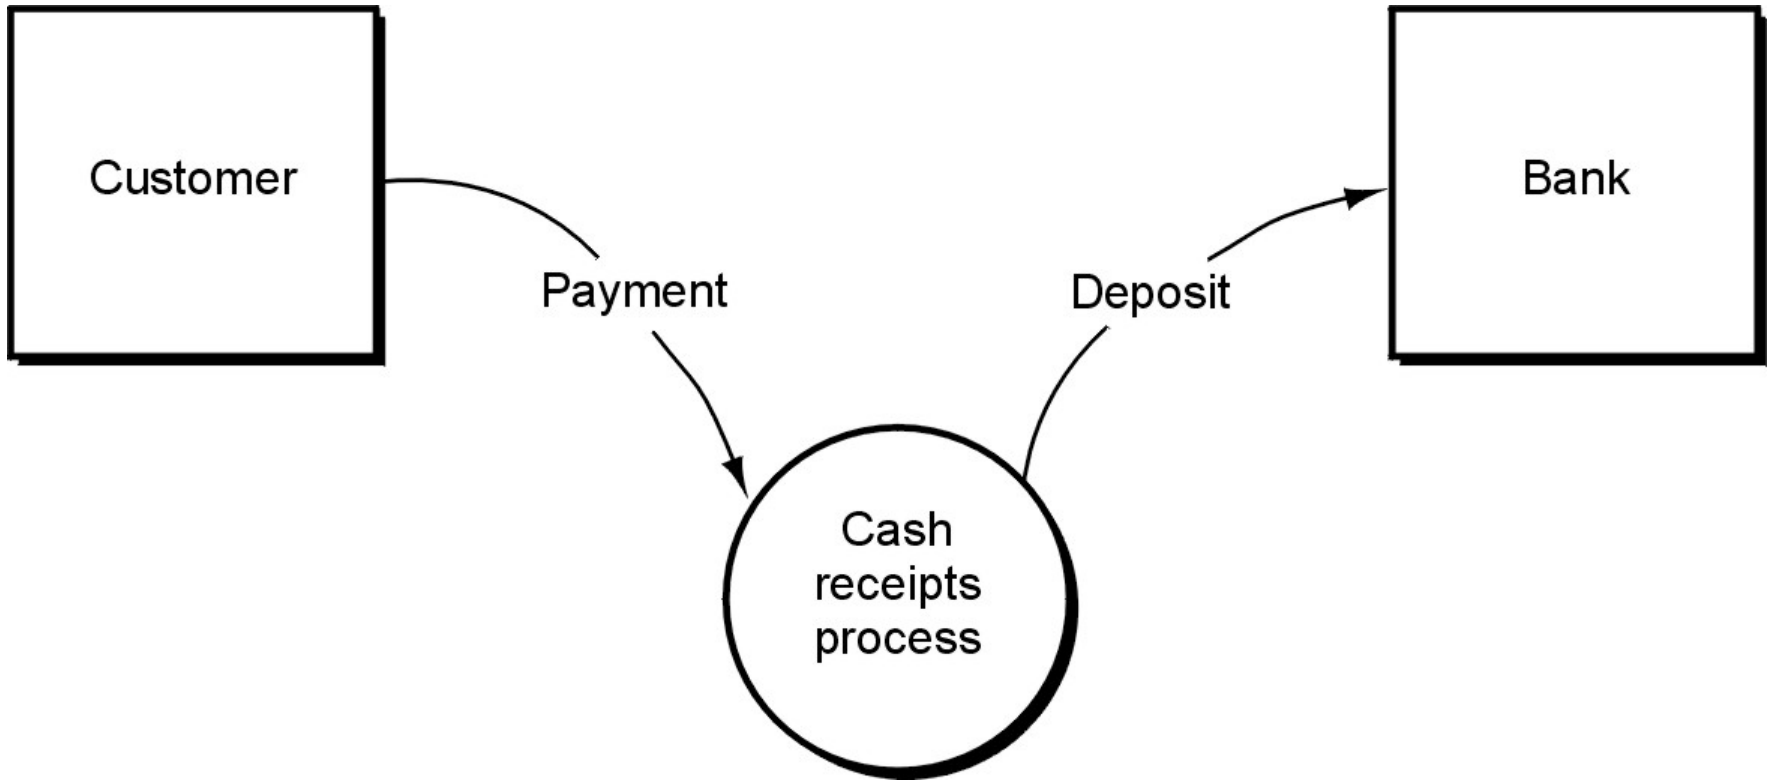 Customer
Bank
Payment
Deposit
Cash
receipts
process